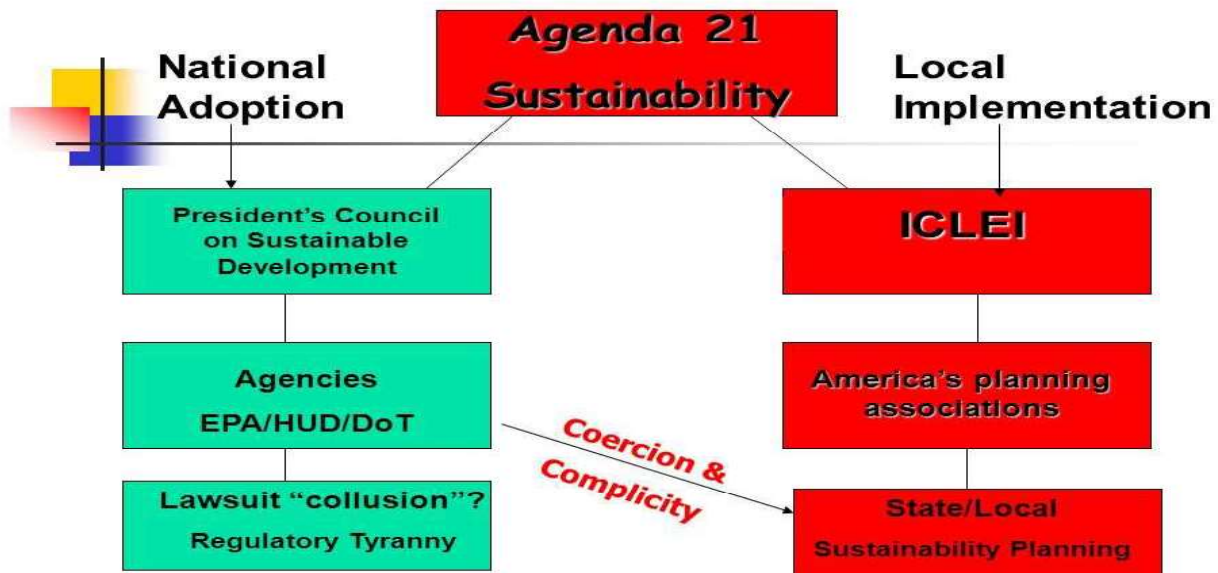 Agenda 21
Sustainability
National
Adoption
Local
Implementation
President's Council
on Sustainable
Development
ICLEI
Agencies
EPA/HUD/DoT
America's planning
associations
Coercion &
Complicity
Lawsuit “collusion”?
Regulatory Tyranny
State/Local
Sustainability Planning